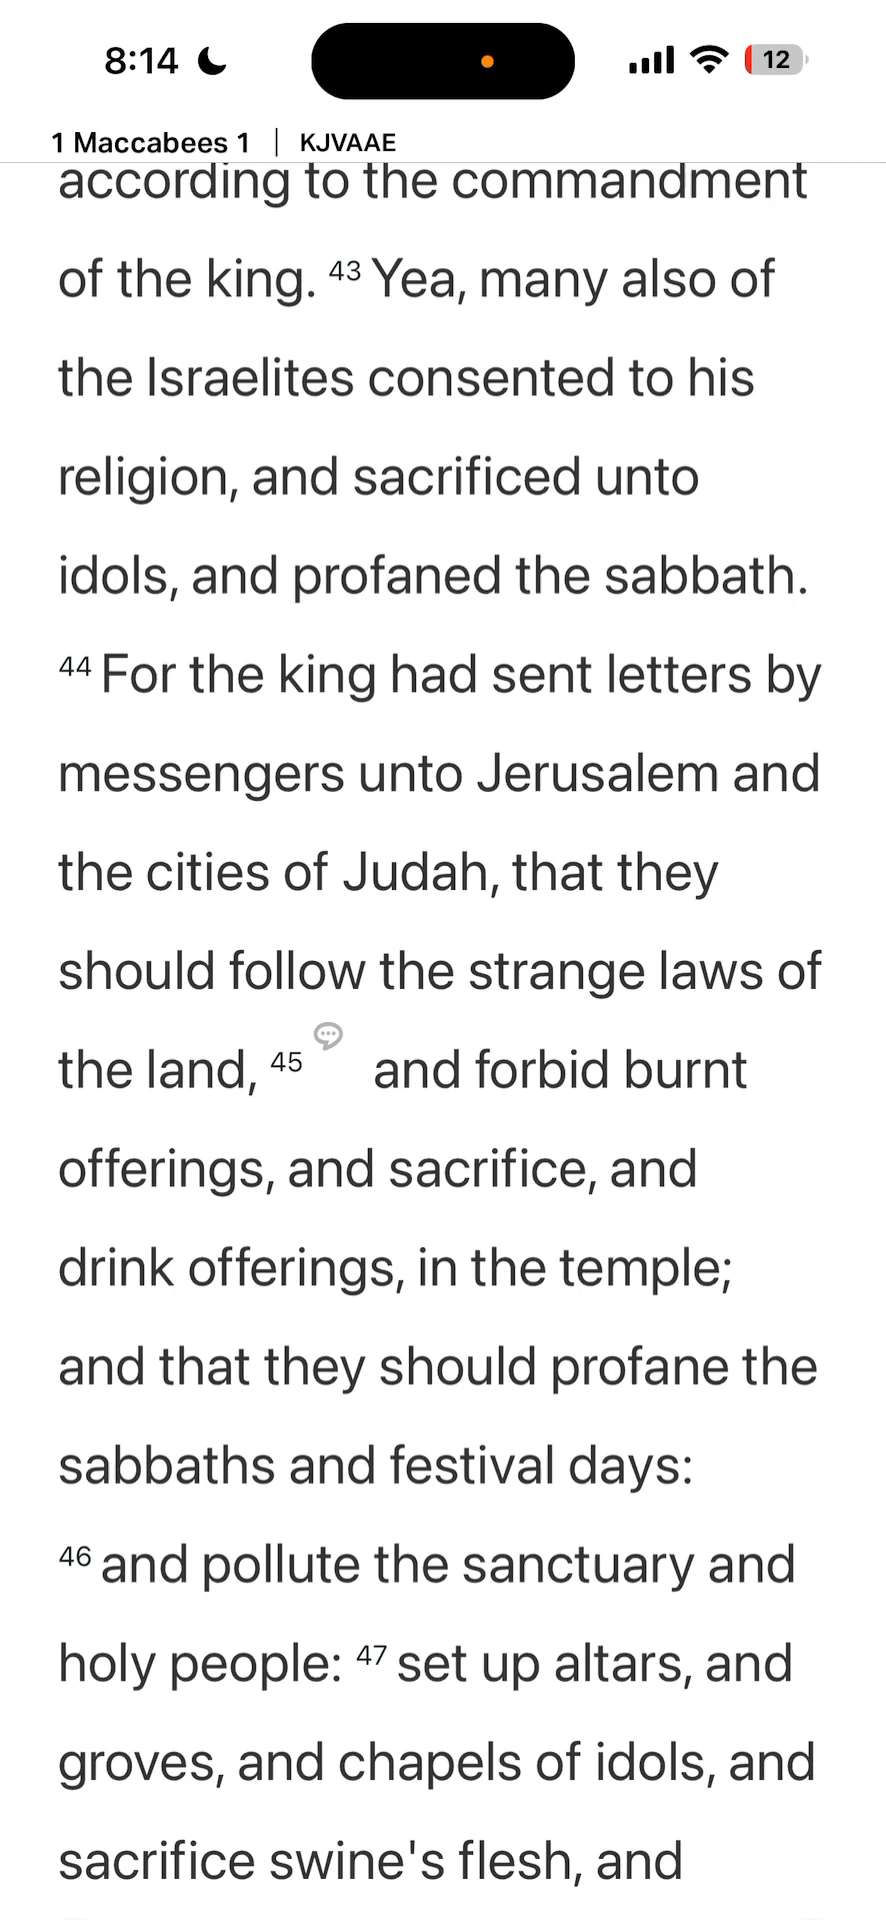 8:14
12
1 Maccabees 1 | KJVAAE
according to the commandment
of the king. 43 Yea, many also of
the Israelites consented to his
religion, and sacrificed unto
idols, and profaned the sabbath.
44 For the king had sent letters by
messengers unto Jerusalem and
the cities of Judah, that they
should follow the strange laws of
the land, 45 and forbid burnt
offerings, and sacrifice, and
drink offerings, in the temple;
and that they should profane the
sabbaths and festival days:
46 and pollute the sanctuary and
holy people: 47 set up altars, and
groves, and chapels of idols, and
sacrifice swine's flesh, and